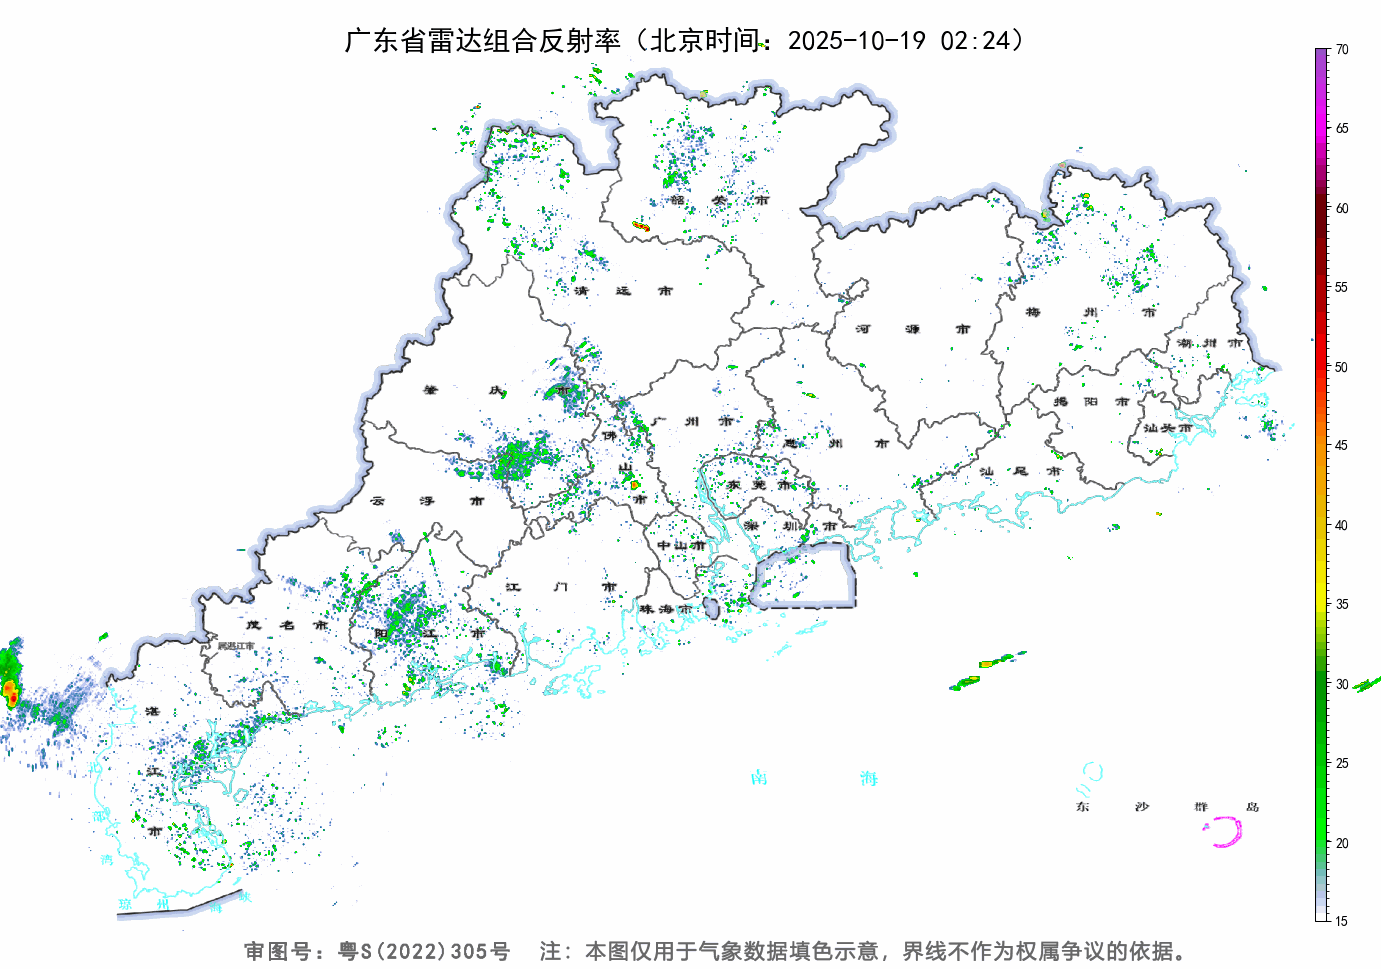 广东省雷达组合反射率（北京时间：2025-10-19 02:24）
70
65
60
55
50
45
40
35
30
25
20
15
韶 关 市
清 远 市
河 源 市
梅 州 市
潮 州 市
肇 庆 市
广 州 市
佛 山 市
惠 州 市
揭 阳 市
汕头市
汕 尾 市
东 莞 市
云 浮 市
深 圳 市
中山市
江 门 市
珠海市
茂 名 市
阳 江 市
属湛江市
湛 江 市
南 海
东 沙 群 岛
北 部 湾
琼 州 海 峡
审图号：粤S(2022)305号 注：本图仅用于气象数据填色示意，界线不作为权属争议的依据。